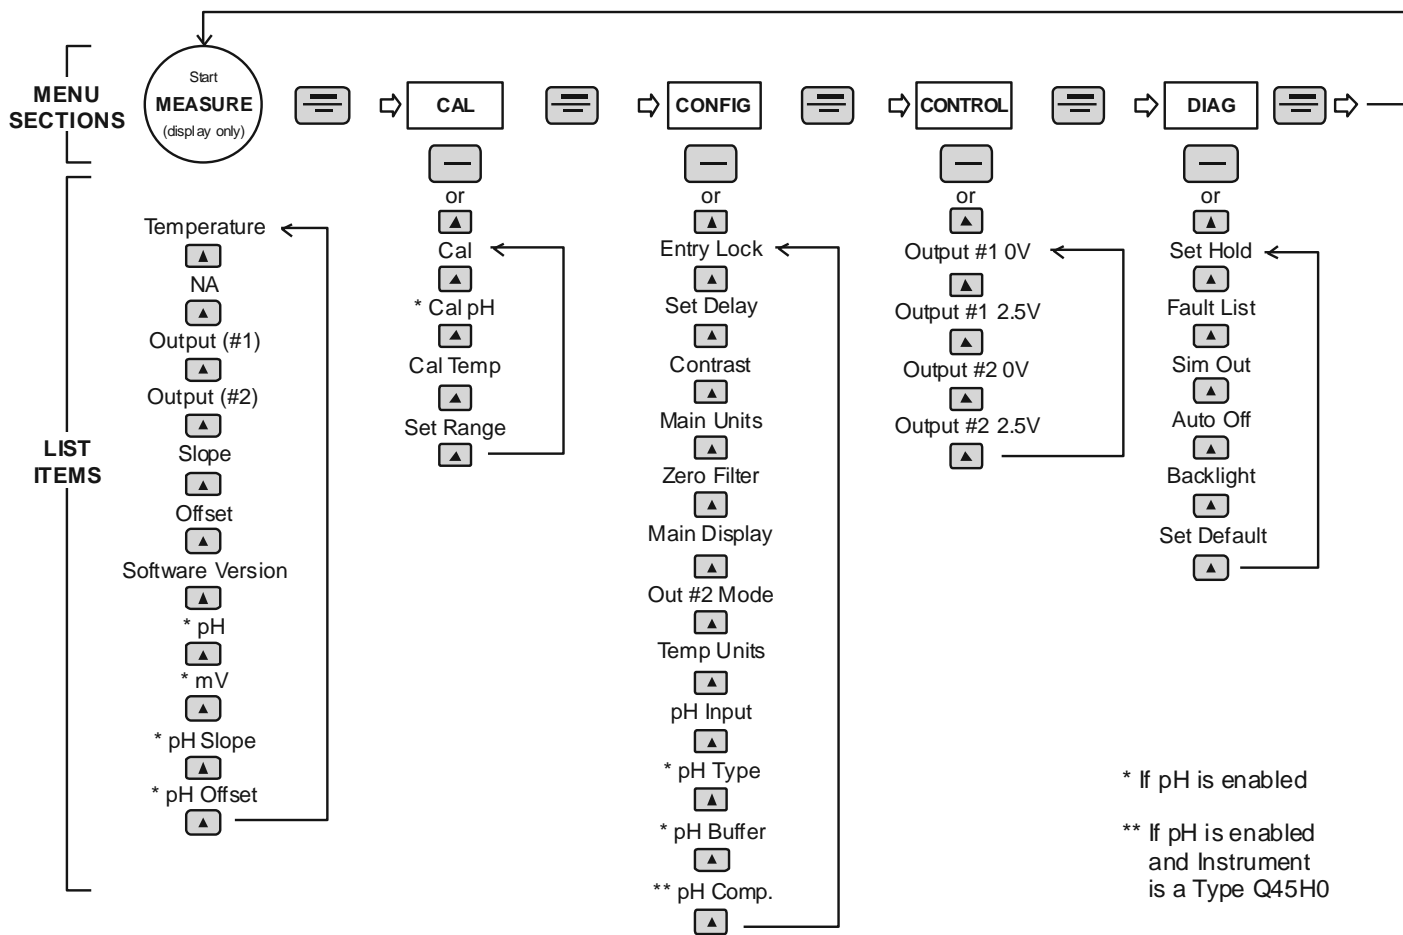 MENU
SECTIONS
Start
MEASURE
(display only)
CAL
CONFIG
CONTROL
DIAG
LIST
ITEMS
Temperature
NA
Output (#1)
Output (#2)
Slope
Offset
Software Version
* pH
* mV
* pH Slope
* pH Offset
or
Cal
* Cal pH
Cal Temp
Set Range
or
Entry Lock
Set Delay
Contrast
Main Units
Zero Filter
Main Display
Out #2 Mode
Temp Units
pH Input
* pH Type
* pH Buffer
** pH Comp.
or
Output #1 0V
Output #1 2.5V
Output #2 0V
Output #2 2.5V
or
Set Hold
Fault List
Sim Out
Auto Off
Backlight
Set Default
* If pH is enabled
** If pH is enabled
and Instrument
is a Type Q45H0